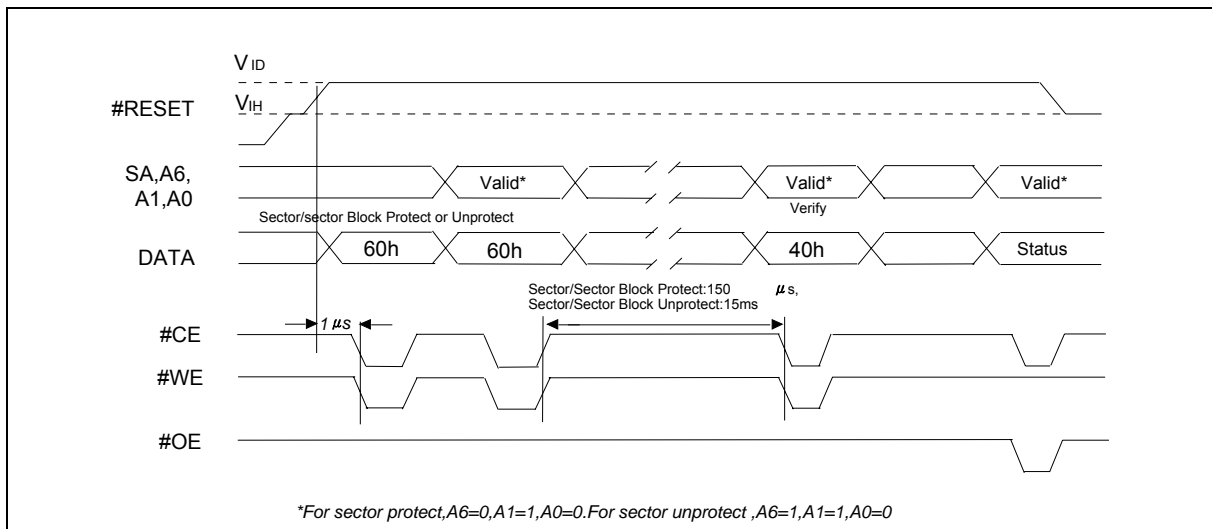 VID
VIH
#RESET
SA,A6,
A1,A0
Valid*
Valid*
Valid*
Verify
Sector/sector Block Protect or Unprotect
DATA
60h
60h
40h
Status
Sector/Sector Block Protect:150 μs,
Sector/Sector Block Unprotect:15ms
1 μs
#CE
#WE
#OE
*For sector protect,A6=0,A1=1,A0=0.For sector unprotect ,A6=1,A1=1,A0=0